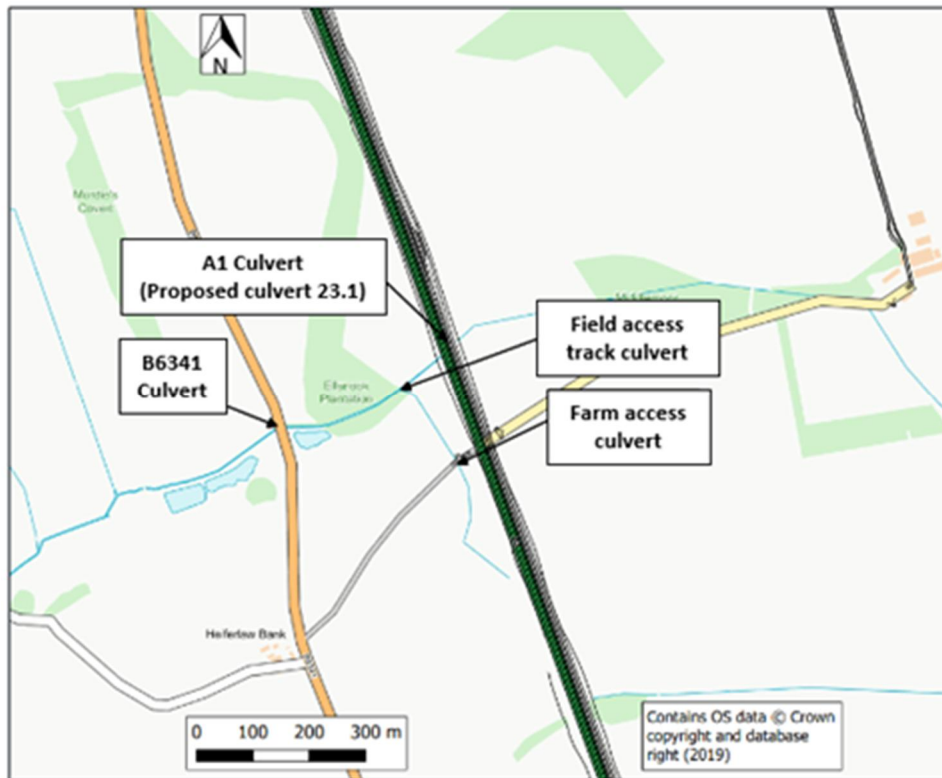 N
Covert
A1 Culvert
(Proposed culvert 23.1)
Field access
track culvert
B6341
Culvert
Plantation
Farm access
culvert
Heiferlaw Bank
0 100 200 300 m
Contains OS data © Crown
copyright and database
right (2019)